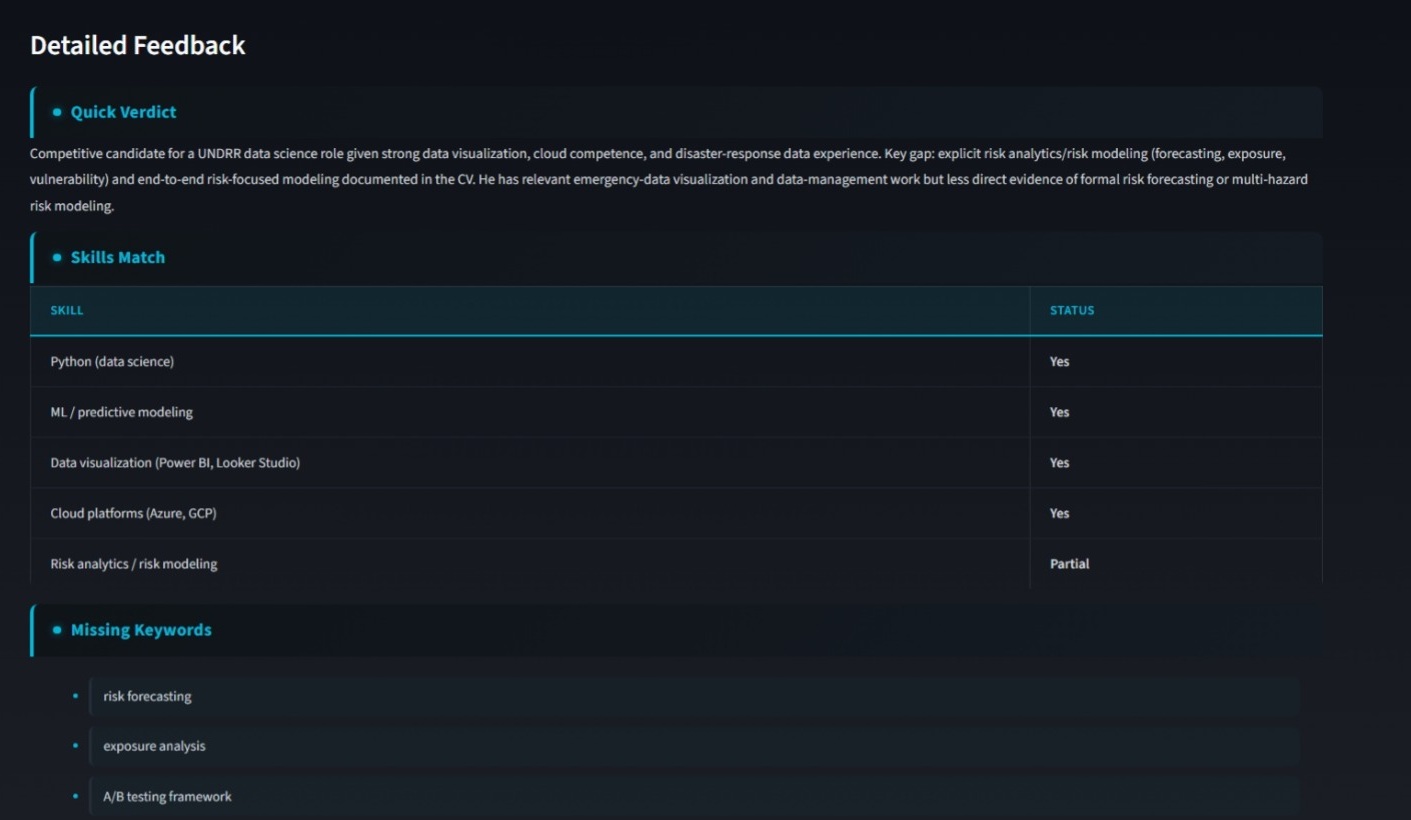 Detailed Feedback
Quick Verdict
Competitive candidate for a UNDRR data science role given strong data visualization, cloud competence, and disaster-response data experience. Key gap: explicit risk analytics/risk modeling (forecasting, exposure,
vulnerability) and end-to-end risk-focused modeling documented in the CV. He has relevant emergency-data visualization and data-management work but less direct evidence of formal risk forecasting or multi-hazard
risk modeling.
Skills Match
SKILL STATUS
Python (data science) Yes
ML / predictive modeling Yes
Data visualization (Power BI, Looker Studio) Yes
Cloud platforms (Azure, GCP) Yes
Risk analytics / risk modeling Partial
Missing Keywords
risk forecasting
exposure analysis
A/B testing framework